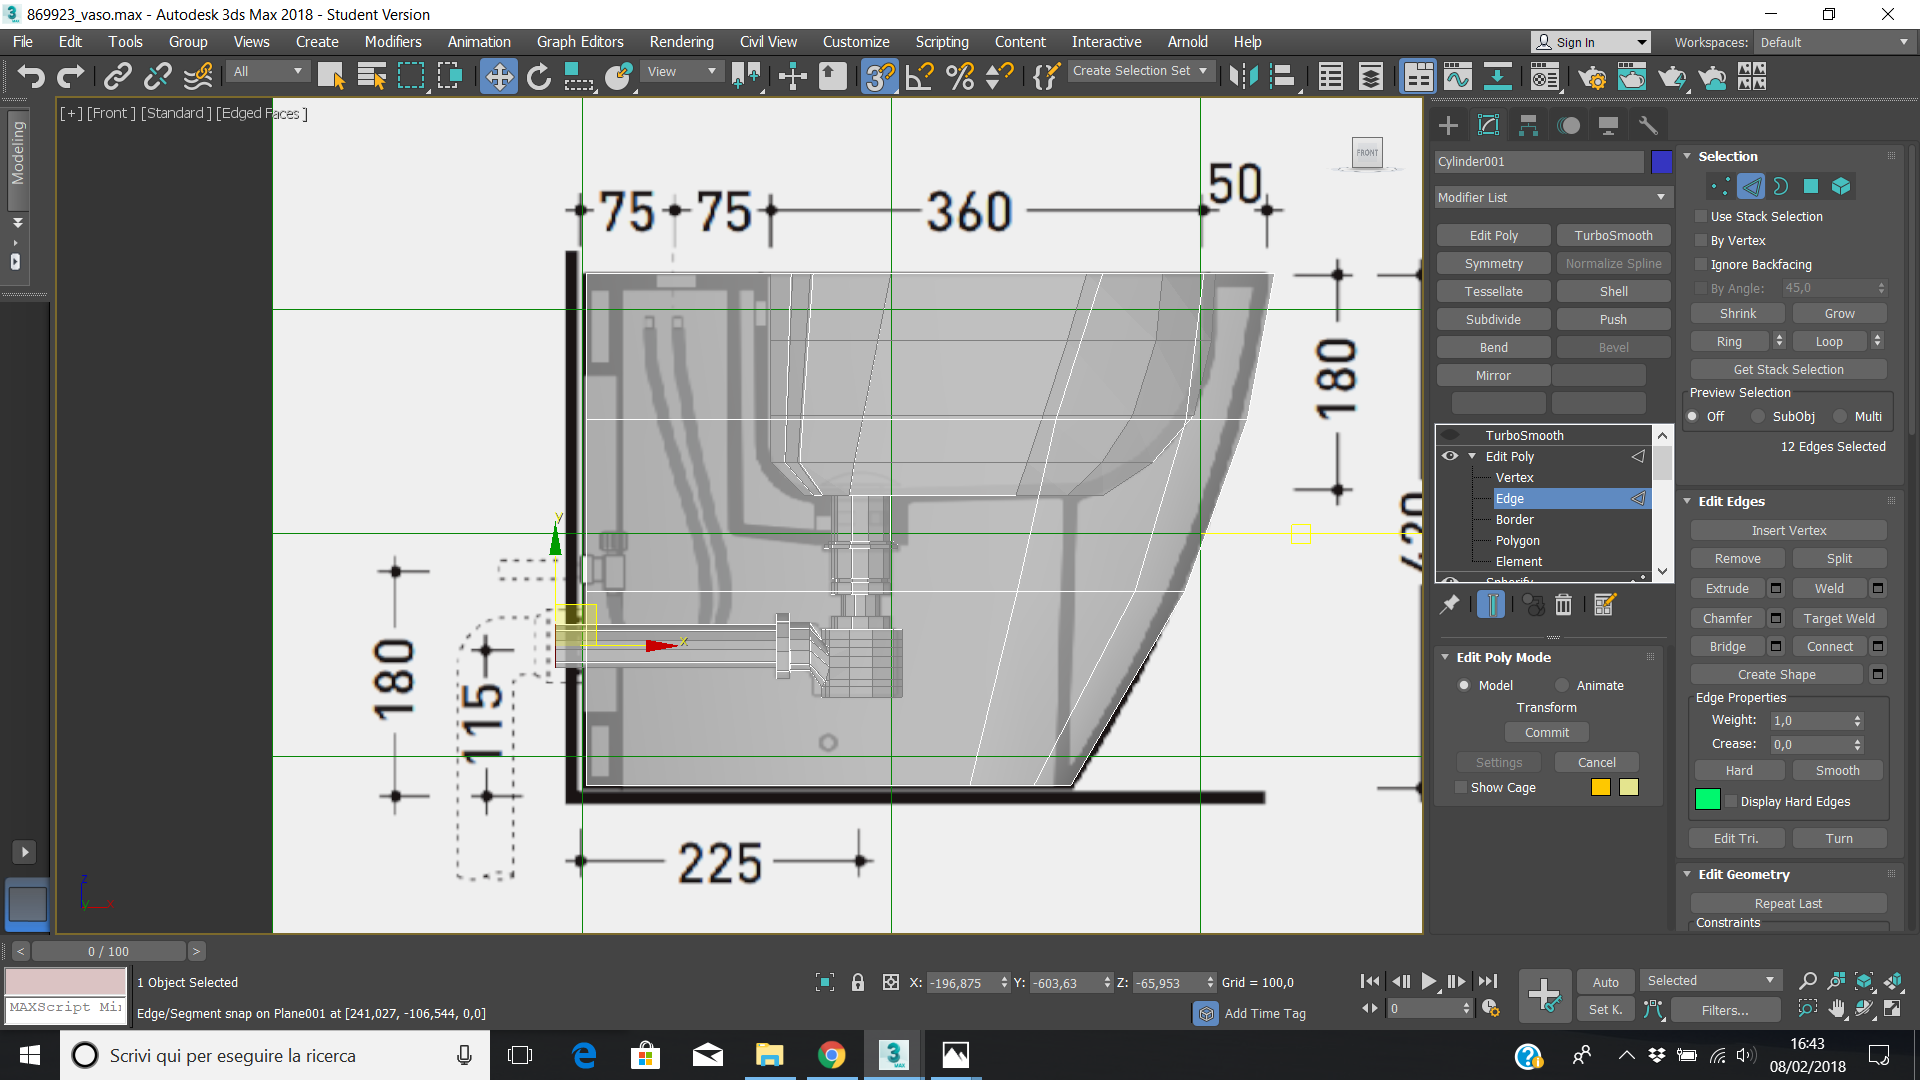 869923_vaso.max - Autodesk 3ds Max 2018 - Student Version
File Edit Tools Group Views Create Modifiers Animation Graph Editors Rendering Civil View Customize Scripting Content Interactive Arnold Help
Sign In
Workspaces: Default
All
View
Create Selection Set
[ + ] [Front ] [Standard ] [Edged Faces ]
Modeling
FRONT
75 75 360 50
180
180
115
225
y
x
z
y
Cylinder001
Modifier List
Edit Poly TurboSmooth
Symmetry Normalize Spline
Tessellate Shell
Subdivide Push
Bend Bevel
Mirror
TurboSmooth
Edit Poly
Vertex
Edge
Border
Polygon
Element
Spherify
Edit Poly Mode
Model Animate
Transform
Commit
Settings Cancel
Show Cage
Selection
Use Stack Selection
By Vertex
Ignore Backfacing
By Angle: 45,0
Shrink Grow
Ring Loop
Get Stack Selection
Preview Selection
Off SubObj Multi
12 Edges Selected
Edit Edges
Insert Vertex
Remove Split
Extrude Weld
Chamfer Target Weld
Bridge Connect
Create Shape
Edge Properties
Weight: 1,0
Crease: 0,0
Hard Smooth
Display Hard Edges
Edit Tri. Turn
Edit Geometry
Repeat Last
Constraints
< 0 / 100 >
1 Object Selected
MAXScript Mi
Edge/Segment snap on Plane001 at [241,027, -106,544, 0,0]
X: -196,875 Y: -603,63 Z: -65,953 Grid = 100,0
Add Time Tag
0
Auto Selected
Set K. Filters...
Scrivi qui per eseguire la ricerca
3
MAX
16:43
08/02/2018